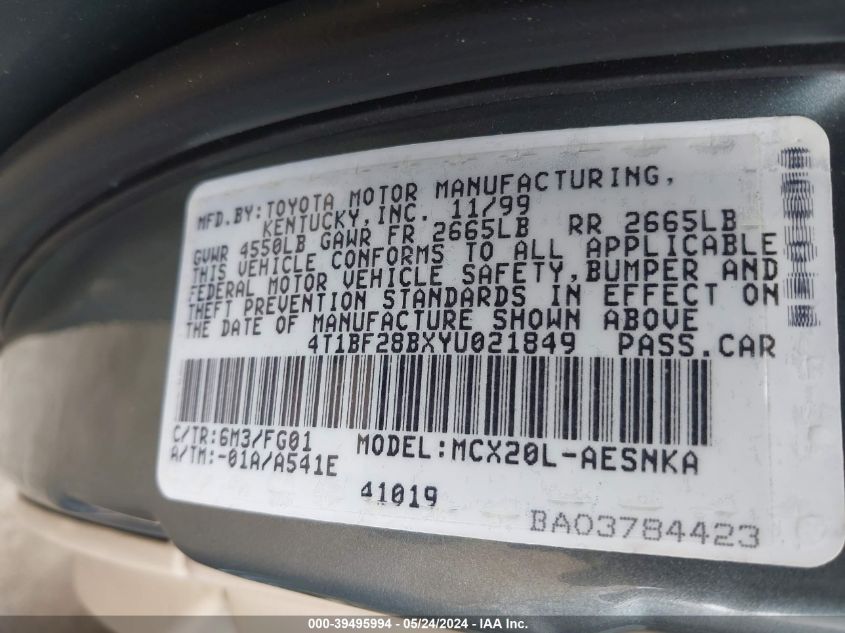 MFD.BY:TOYOTA MOTOR MANUFACTURING,
KENTUCKY,INC. 11/99
GVWR 4550LB GAWR FR 2665LB RR 2665LB
THIS VEHICLE CONFORMS TO ALL APPLICABLE
FEDERAL MOTOR VEHICLE SAFETY,BUMPER AND
THEFT PREVENTION STANDARDS IN EFFECT ON
THE DATE OF MANUFACTURE SHOWN ABOVE
4T1BF28BXYU021849 PASS.CAR
C/TR:6M3/FG01 MODEL:MCX20L-AESNKA
A/TM:-01A/A541E
41019
BA03784423
000-39495994 / 05/24/2024 — IAA Inc.